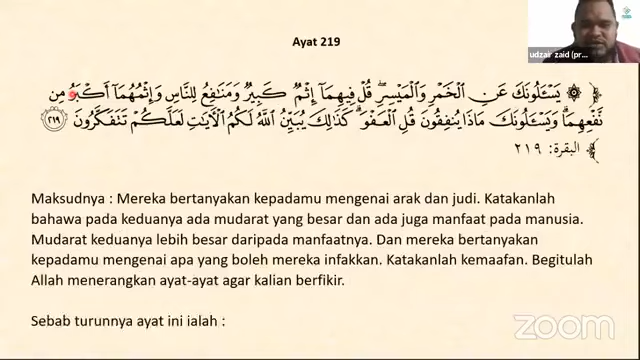 udzair zaid (pr...
Ayat 219
﴿ ۞ يَسْـَٔلُونَكَ عَنِ ٱلْخَمْرِ وَٱلْمَيْسِرِۖ قُلْ فِيهِمَآ إِثْمٌ كَبِيرٌ وَمَنَـٰفِعُ لِلنَّاسِ وَإِثْمُهُمَآ أَكْبَرُ مِن
نَّفْعِهِمَاۗ وَيَسْـَٔلُونَكَ مَاذَا يُنفِقُونَ قُلِ ٱلْعَفْوَۗ كَذَٰلِكَ يُبَيِّنُ ٱللَّهُ لَكُمُ ٱلْـَٔايَـٰتِ لَعَلَّكُمْ تَتَفَكَّرُونَ ٢١٩
﴾ البقرة: ٢١٩
Maksudnya : Mereka bertanyakan kepadamu mengenai arak dan judi. Katakanlah
bahawa pada keduanya ada mudarat yang besar dan ada juga manfaat pada manusia.
Mudarat keduanya lebih besar daripada manfaatnya. Dan mereka bertanyakan
kepadamu mengenai apa yang boleh mereka infakkan. Katakanlah kemaafan. Begitulah
Allah menerangkan ayat-ayat agar kalian berfikir.
Sebab turunnya ayat ini ialah :
zoom